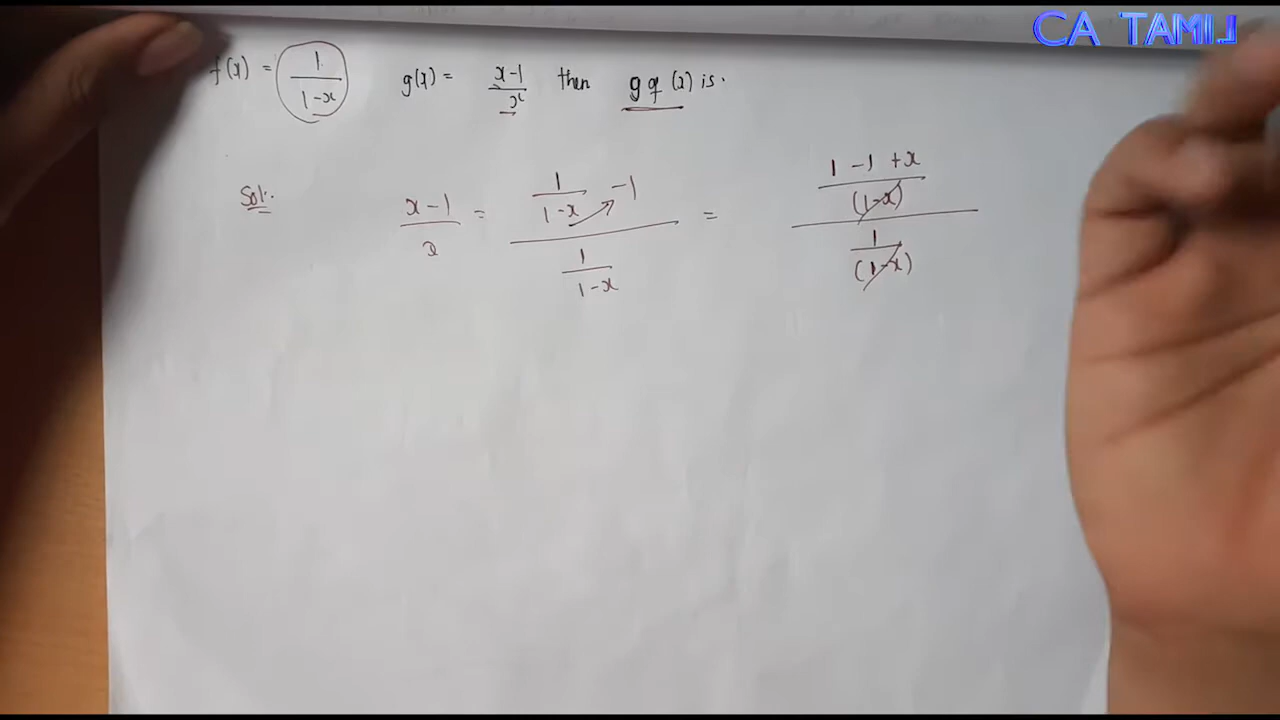 CA TAMIL
f(x) = 1/1-x g(x) = x-1/x then gof (x) is.
Sol:. x-1/x = 1/1-x -1 / 1/1-x = 1 -1 +x/(1-x) / 1/(1-x)